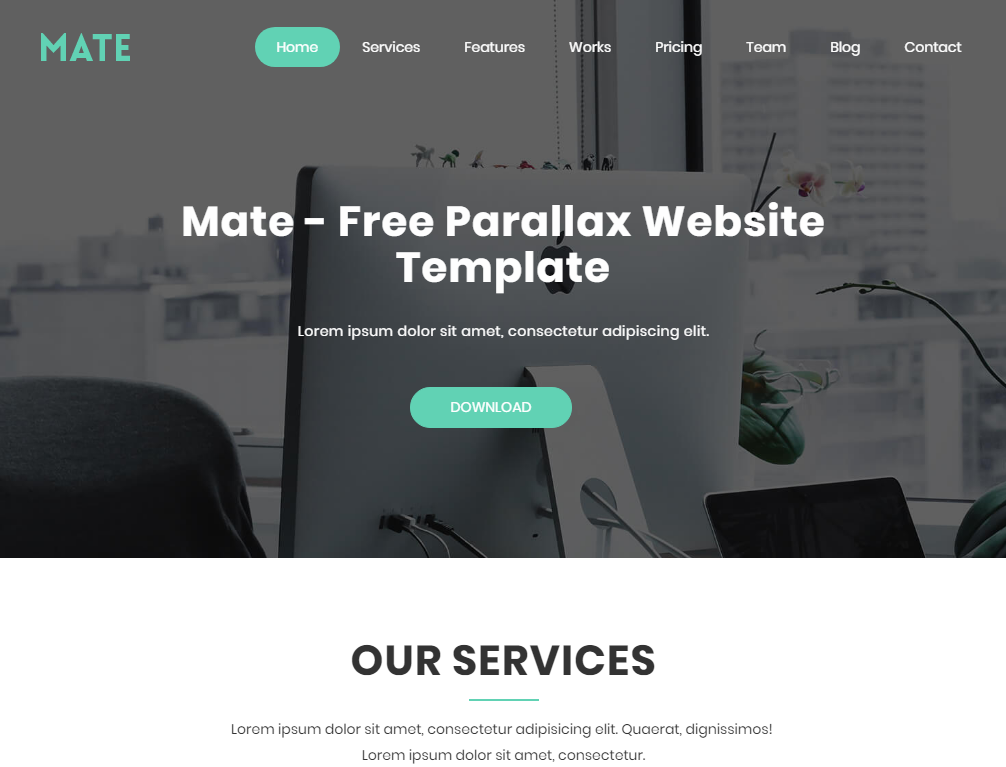 MATE
Home Services Features Works Pricing Team Blog Contact
Mate - Free Parallax Website
Template
Lorem ipsum dolor sit amet, consectetur adipiscing elit.
DOWNLOAD
OUR SERVICES
Lorem ipsum dolor sit amet, consectetur adipisicing elit. Quaerat, dignissimos!
Lorem ipsum dolor sit amet, consectetur.